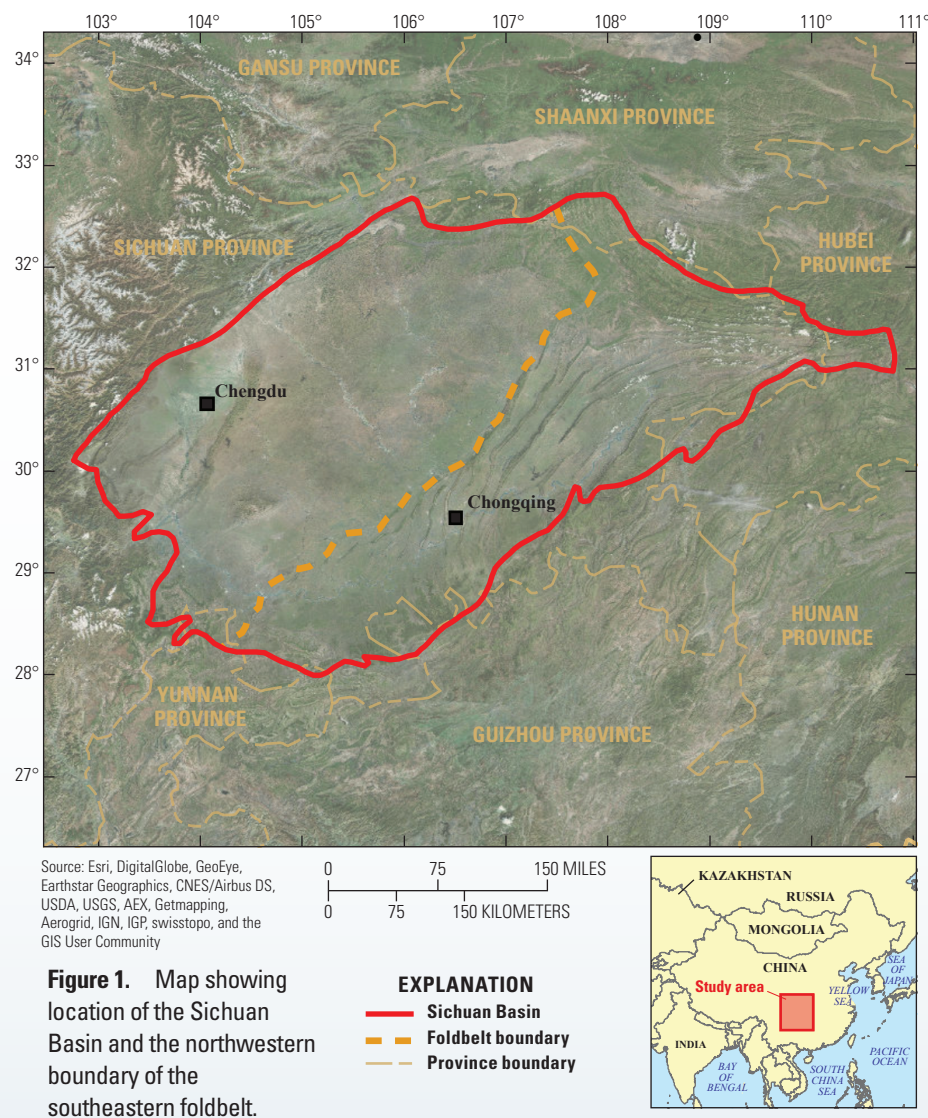 103° 104° 105° 106° 107° 108° 109° 110° 111°
34°
33°
32°
31°
30°
29°
28°
27°
GANSU PROVINCE
SHAANXI PROVINCE
SICHUAN PROVINCE
HUBEI
PROVINCE
Chengdu
Chongqing
HUNAN
PROVINCE
YUNNAN
PROVINCE
GUIZHOU PROVINCE
Source: Esri, DigitalGlobe, GeoEye,
Earthstar Geographics, CNES/Airbus DS,
USDA, USGS, AEX, Getmapping,
Aerogrid, IGN, IGP, swisstopo, and the
GIS User Community
0 75 150 MILES
0 75 150 KILOMETERS
Figure 1. Map showing
location of the Sichuan
Basin and the northwestern
boundary of the
southeastern foldbelt.
EXPLANATION
Sichuan Basin
Foldbelt boundary
Province boundary
KAZAKHSTAN
RUSSIA
MONGOLIA
CHINA
SEA
OF
JAPAN
Study area
YELLOW
SEA
INDIA
PACIFIC
OCEAN
BAY
OF
BENGAL
SOUTH
CHINA
SEA